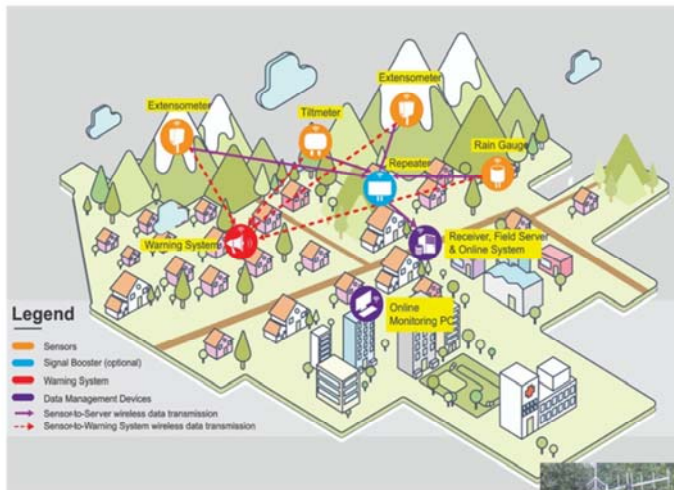 Extensometer
Extensometer
Tiltmeter
Rain Gauge
Repeater
Warning System
Receiver, Field Server
& Online System
Online
Monitoring PC
Legend
Sensors
Signal Booster (optional)
Warning System
Data Management Devices
Sensor-to-Server wireless data transmission
Sensor-to-Warning System wireless data transmission